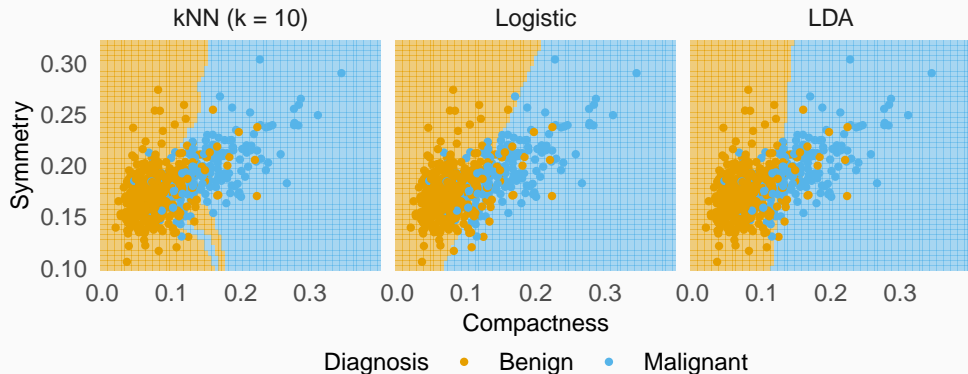 kNN (k = 10) Logistic LDA
Symmetry
0.30
0.25
0.20
0.15
0.10
0.0 0.1 0.2 0.3 0.0 0.1 0.2 0.3 0.0 0.1 0.2 0.3
Compactness
Diagnosis Benign Malignant